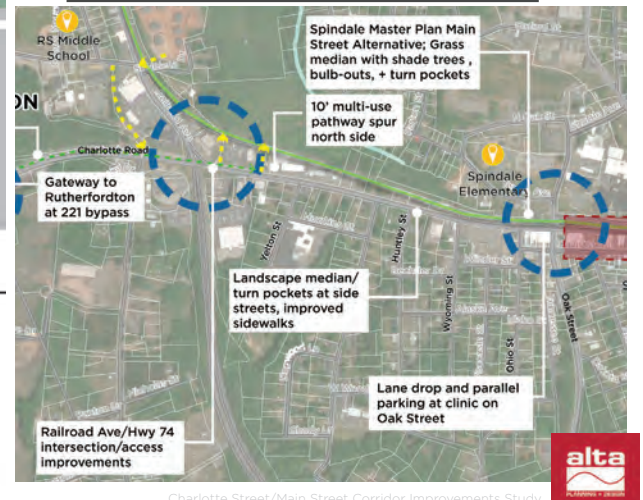 RS Middle
School
Spindale Master Plan Main
Street Alternative; Grass
median with shade trees ,
bulb-outs, + turn pockets
ON
10' multi-use
pathway spur
north side
Charlotte Road
Gateway to
Rutherfordton
at 221 bypass
Spindale
Elementary
Yelton St
Huntley St
Wyoming St
Ohio St
Oak Street
Landscape median/
turn pockets at side
streets, improved
sidewalks
Lane drop and parallel
parking at clinic on
Oak Street
Railroad Ave/Hwy 74
intersection/access
improvements
alta
PLANNING + DESIGN
Charlotte Street/Main Street Corridor Improvements Study